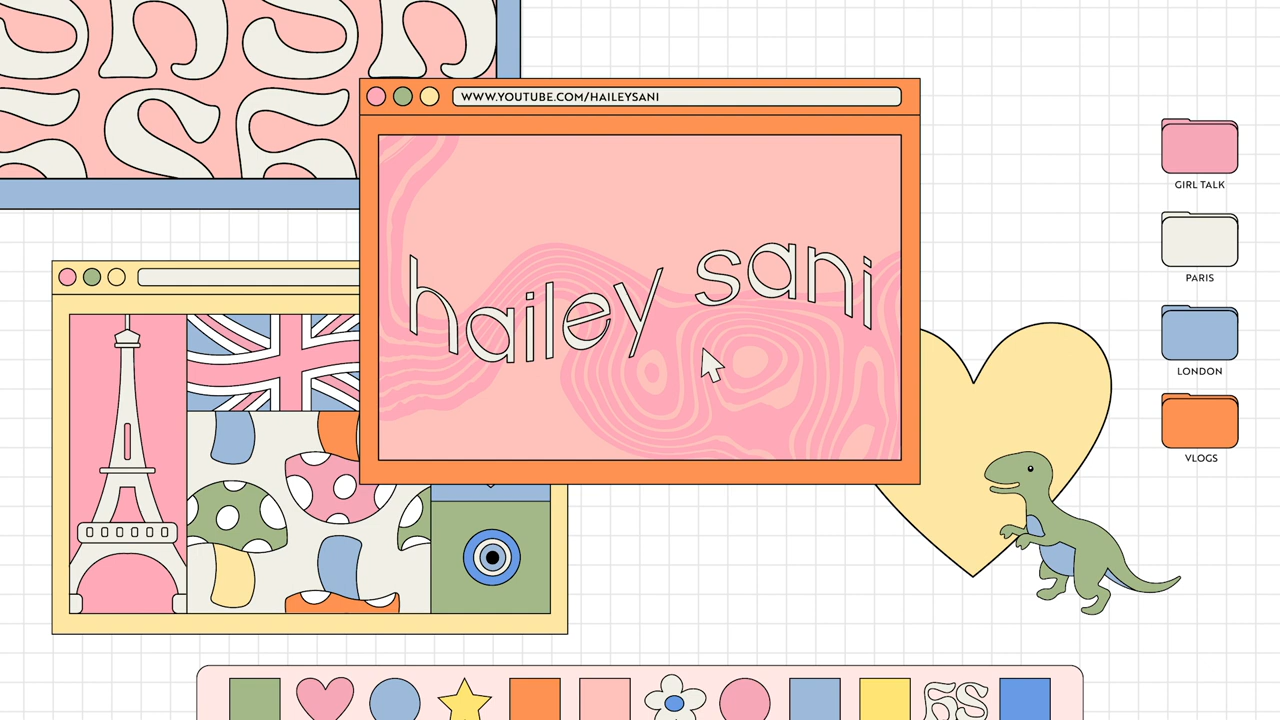 WWW.YOUTUBE.COM/HAILEYSANI
hailey sani
GIRL TALK
PARIS
LONDON
VLOGS